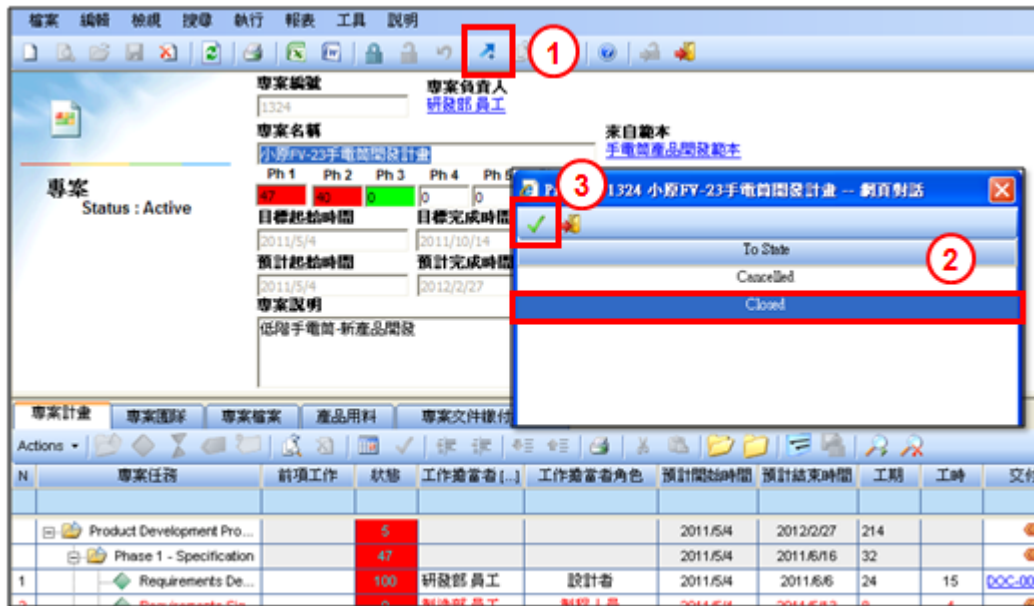 檔案 編輯 檢視 搜尋 執行 報表 工具 說明
1
專案編號 專案負責人
1324 研發部 員工
專案名稱 來自範本
小原FV-23手電筒開發計畫 手電筒產品開發範本
Ph 1 Ph 2 Ph 3 Ph 4 Ph 5
47 40 0 0 0
專案
Status : Active
目標起始時間 目標完成時間
2011/5/4 2011/10/14
預計起始時間 預計完成時間
2011/5/4 2012/2/27
專案說明
低階手電筒-新產品開發
3 1324 小原FV-23手電筒開發計畫 -- 網頁對話
To State
2
Cancelled
Closed
專案計畫 專案團隊 專案檔案 產品用料 專案文件繳付
Actions
N 專案任務 前項工作 狀態 工作擔當者 [...] 工作擔當者角色 預計開始時間 預計結束時間 工期 工時 交付
Product Development Pro... 5 2011/5/4 2012/2/27 214
Phase 1 - Specification 47 2011/5/4 2011/6/16 32
1 Requirements De... 100 研發部 員工 設計者 2011/5/4 2011/6/6 24 15 DOC-00